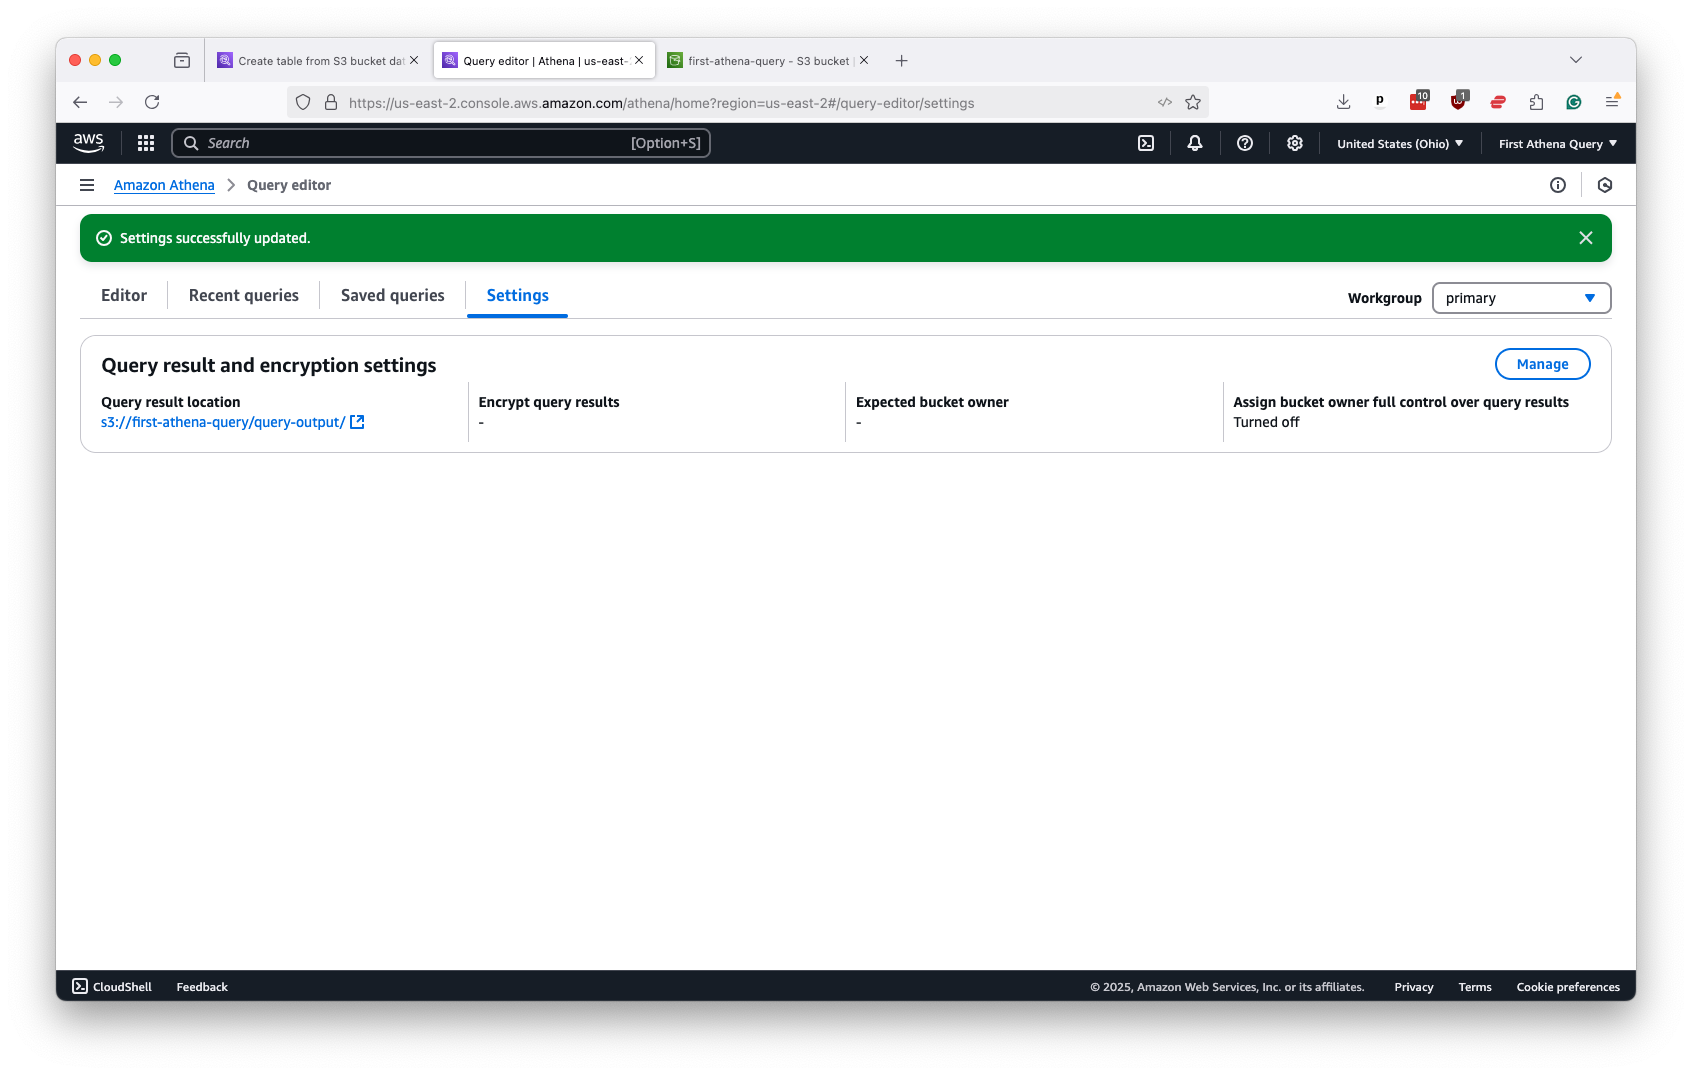 Create table from S3 bucket dat
Query editor | Athena | us-east-
first-athena-query - S3 bucket |
https://us-east-2.console.aws.amazon.com/athena/home?region=us-east-2#/query-editor/settings
p
10
1
aws
Search
[Option+S]
United States (Ohio)
First Athena Query
Amazon Athena
Query editor
Settings successfully updated.
Editor
Recent queries
Saved queries
Settings
Workgroup
primary
Query result and encryption settings
Manage
Query result location
s3://first-athena-query/query-output/
Encrypt query results
-
Expected bucket owner
-
Assign bucket owner full control over query results
Turned off
CloudShell
Feedback
© 2025, Amazon Web Services, Inc. or its affiliates.
Privacy
Terms
Cookie preferences